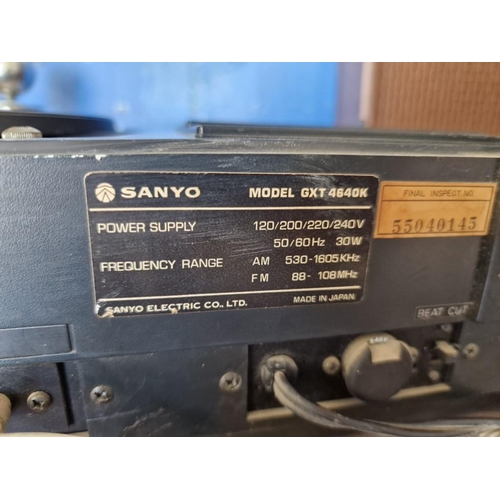 SANYO MODEL GXT 4640K
POWER SUPPLY 120/200/220/240V
50/60Hz 30W
FREQUENCY RANGE AM 530-1605KHz
FM 88- 108MHz
SANYO ELECTRIC CO., LTD. MADE IN JAPAN
FINAL INSPECT NO.
55040145
BEAT CUT